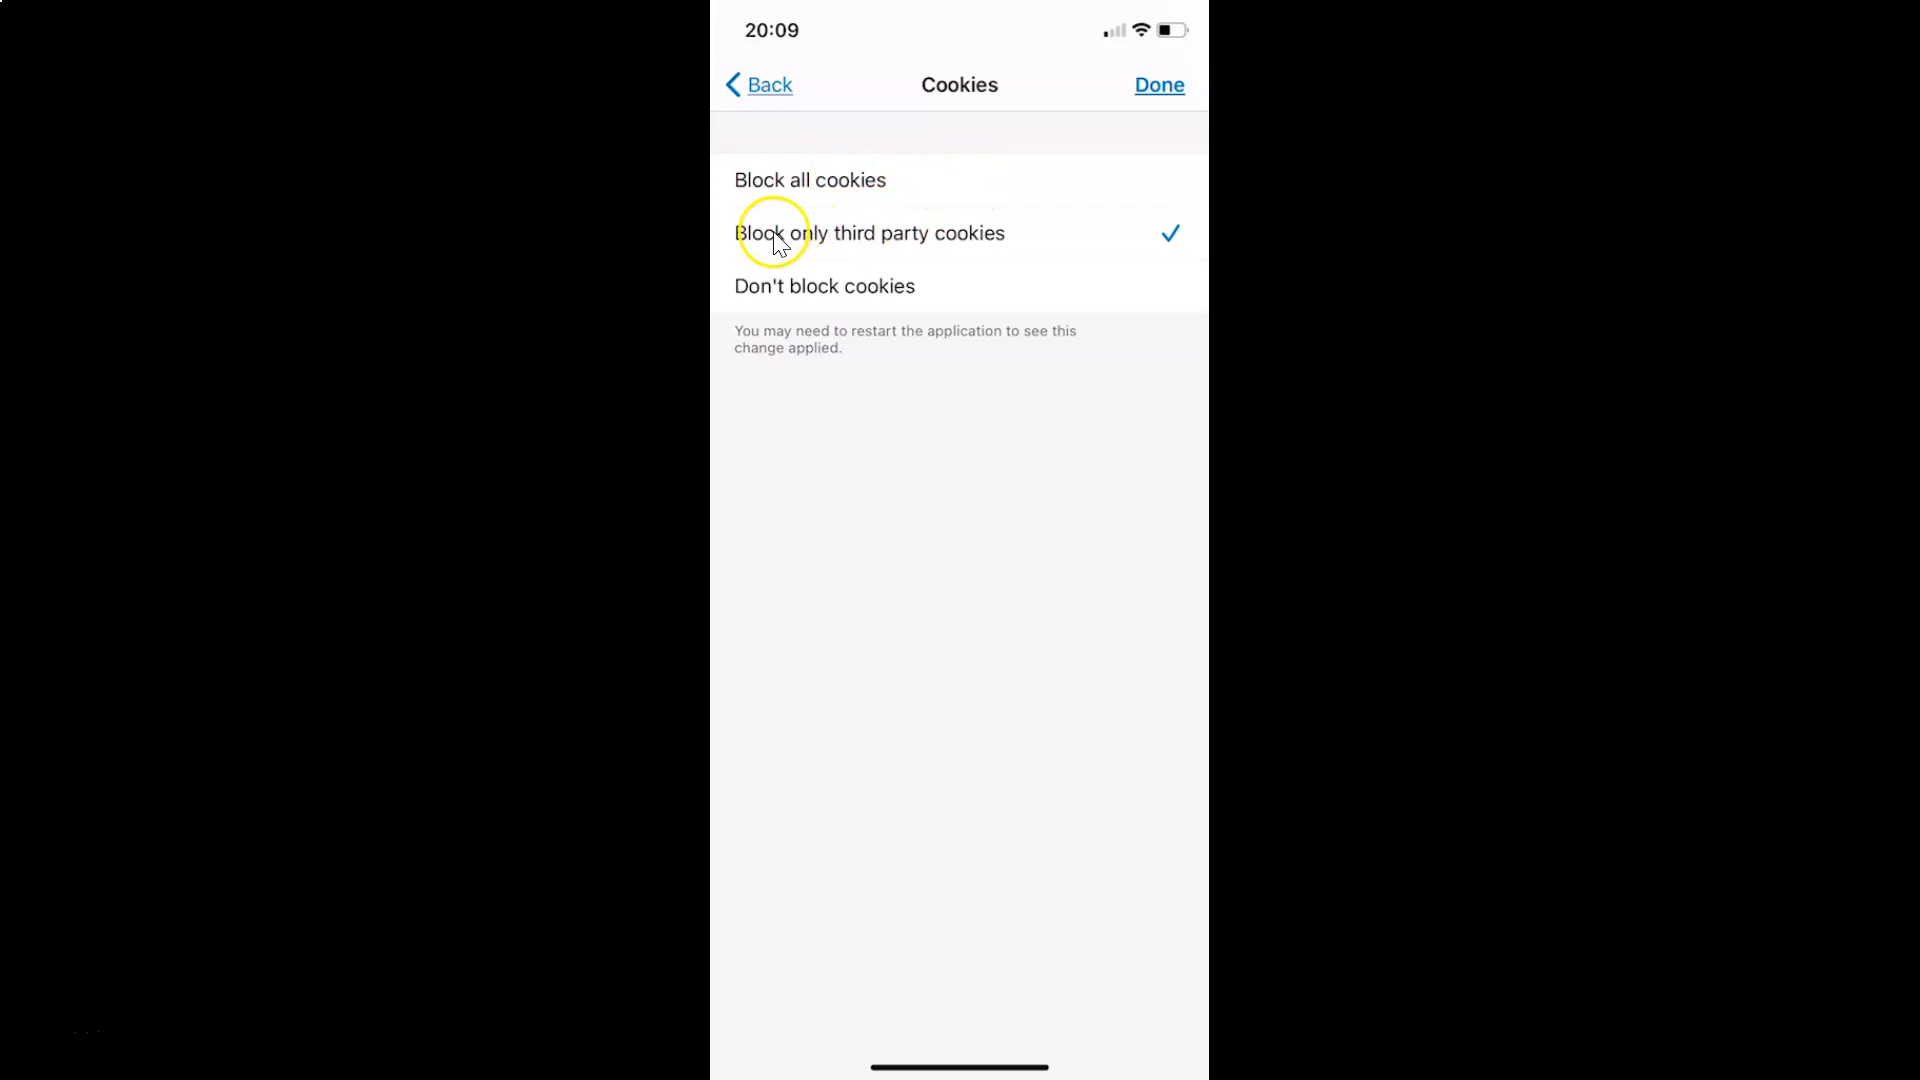 20:09
Back
Cookies
Done
Block all cookies
Block only third party cookies
Don't block cookies
You may need to restart the application to see this
change applied.